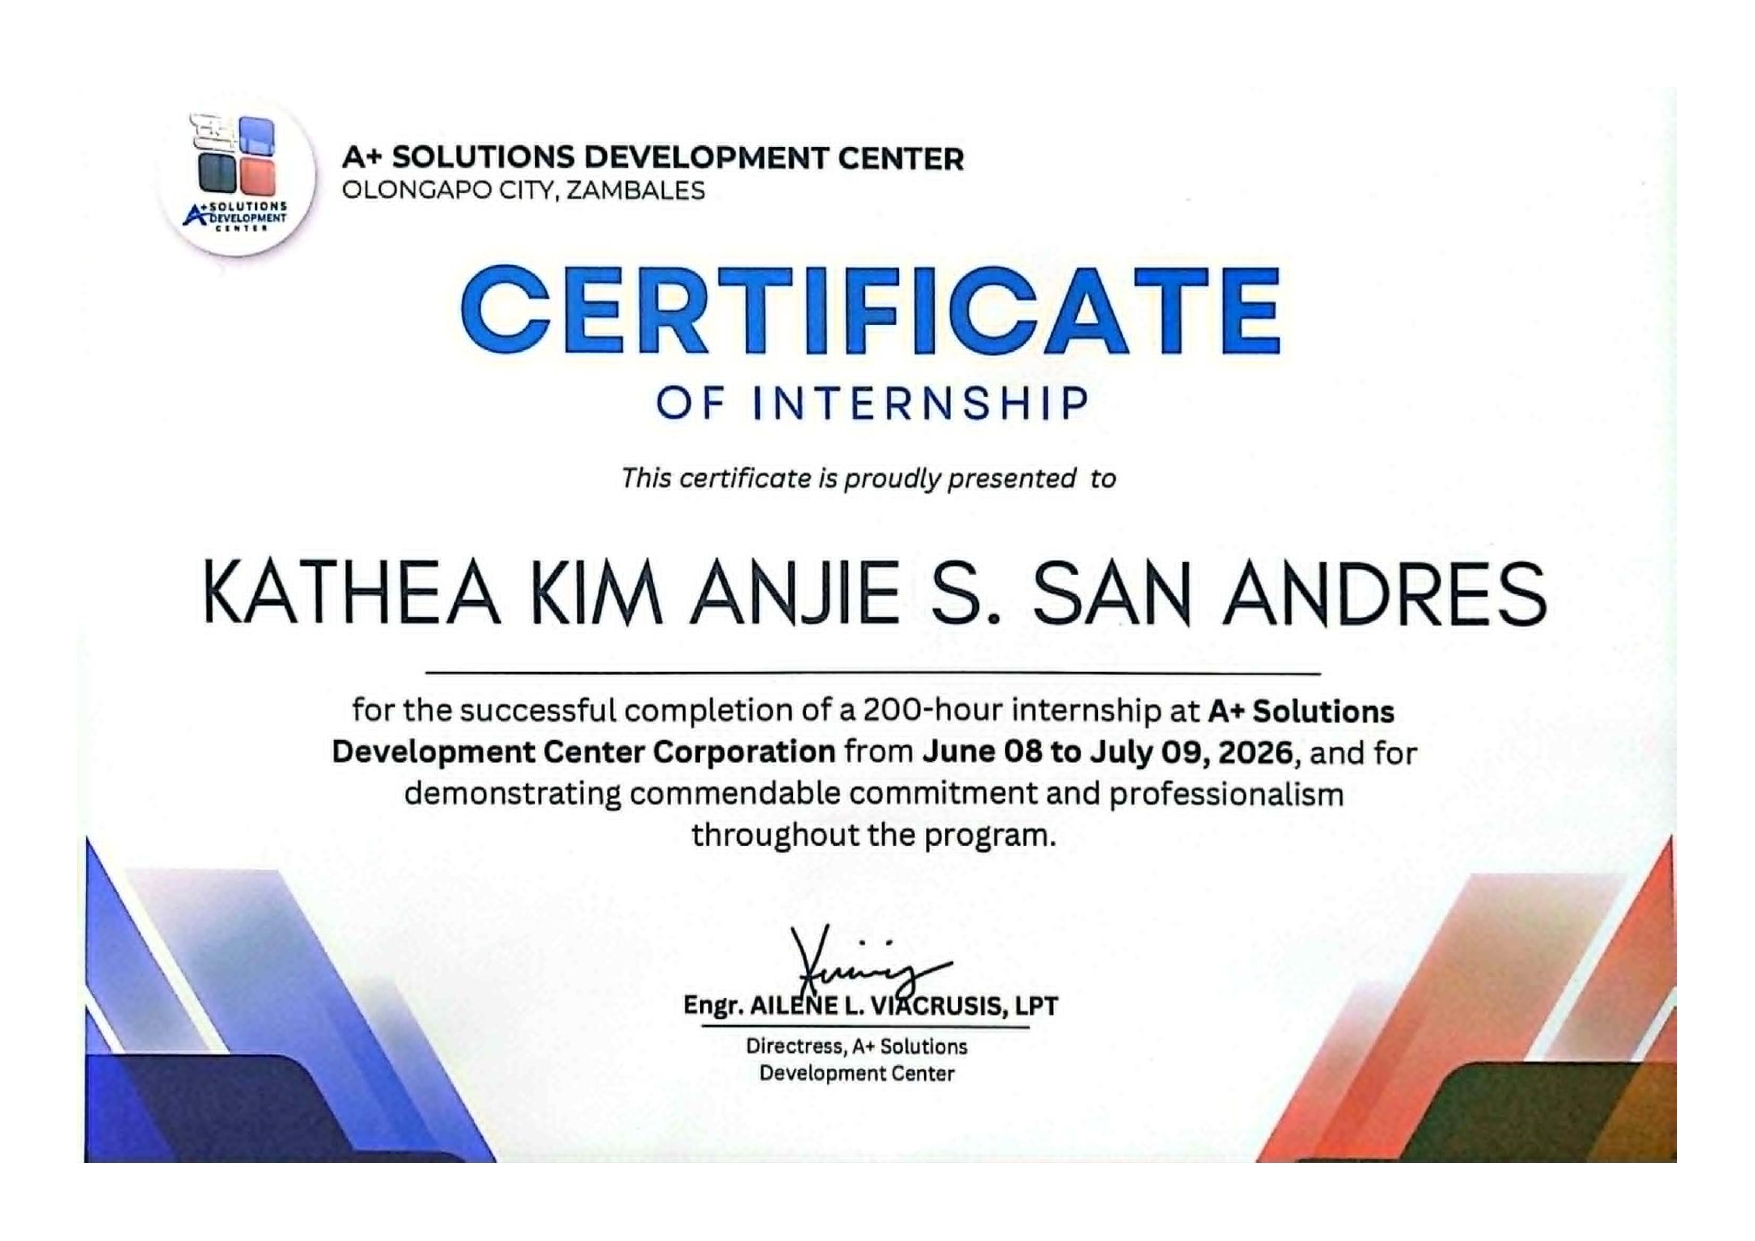 A+ SOLUTIONS
DEVELOPMENT
CENTER
A+ SOLUTIONS DEVELOPMENT CENTER
OLONGAPO CITY, ZAMBALES
CERTIFICATE
OF INTERNSHIP
This certificate is proudly presented to
KATHEA KIM ANJIE S. SAN ANDRES
for the successful completion of a 200-hour internship at A+ Solutions
Development Center Corporation from June 08 to July 09, 2026, and for
demonstrating commendable commitment and professionalism
throughout the program.
Engr. AILENE L. VIACRUSIS, LPT
Directress, A+ Solutions
Development Center